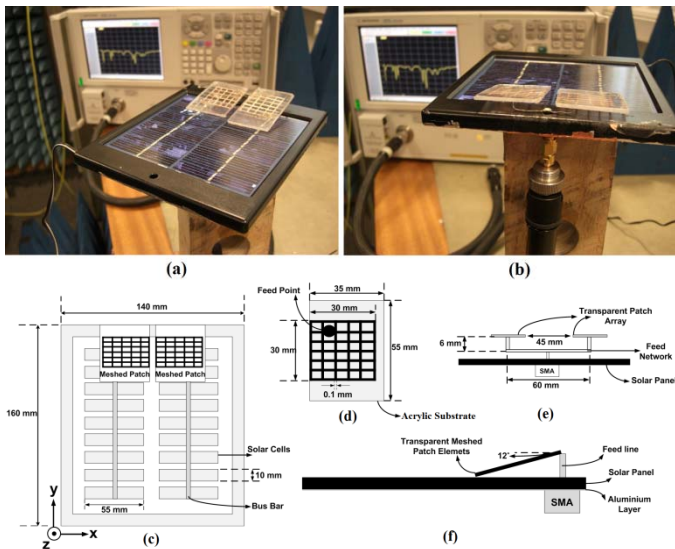 (a)
(b)
140 mm
160 mm
Meshed Patch
Meshed Patch
Solar Cells
10 mm
55 mm
Bus Bar
y
x
z
(c)
35 mm
Feed Point
30 mm
30 mm
55 mm
0.1 mm
(d)
Acrylic Substrate
Transparent Patch
Array
6 mm
45 mm
Feed
Network
SMA
Solar Panel
60 mm
(e)
Transparent Meshed
Patch Elemets
12°
Feed line
Solar Panel
SMA
Aluminium
Layer
(f)